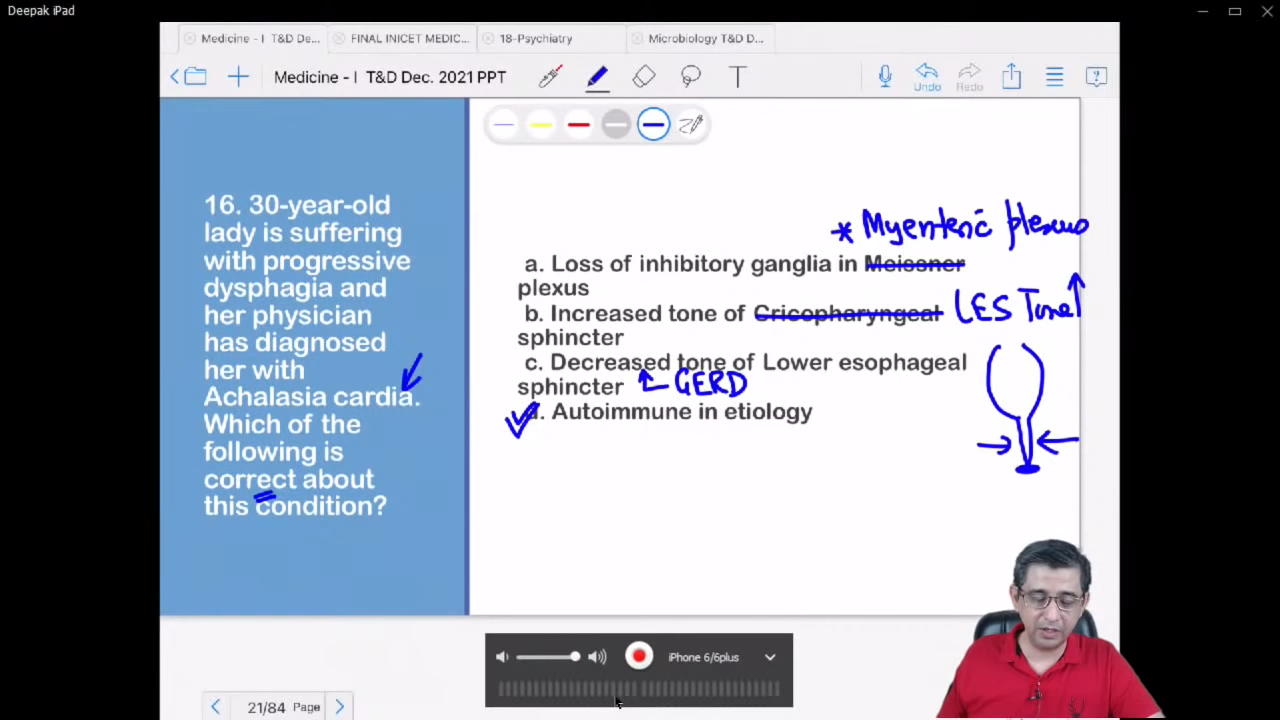 Deepak iPad
Medicine - I T&D De...
FINAL INICET MEDIC...
18-Psychiatry
Microbiology T&D D...
Medicine - I T&D Dec. 2021 PPT
T
Undo
Redo
16. 30-year-old
lady is suffering
with progressive
dysphagia and
her physician
has diagnosed
her with
Achalasia cardia.
Which of the
following is
correct about
this condition?
* Myenteric plexus
a. Loss of inhibitory ganglia in Meissner
plexus
b. Increased tone of Cricopharyngeal LES Tone↑
sphincter
c. Decreased tone of Lower esophageal
sphincter GERD
d. Autoimmune in etiology
iPhone 6/6plus
21/84 Page